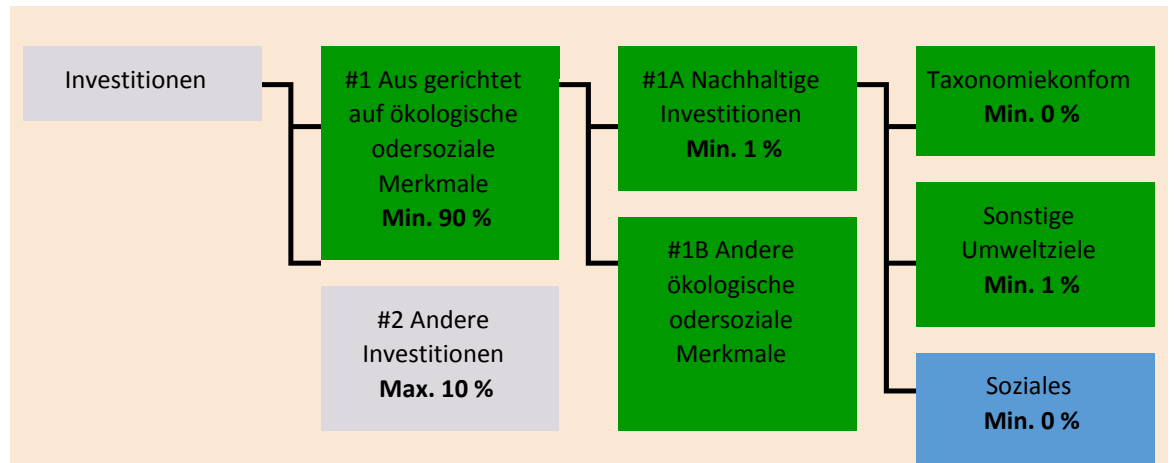 Investitionen
#1 Aus gerichtet
auf ökologische
odersoziale
Merkmale
Min. 90 %
#2 Andere
Investitionen
Max. 10 %
#1A Nachhaltige
Investitionen
Min. 1 %
#1B Andere
ökologische
odersoziale
Merkmale
Taxonomiekonfom
Min. 0 %
Sonstige
Umweltziele
Min. 1 %
Soziales
Min. 0 %